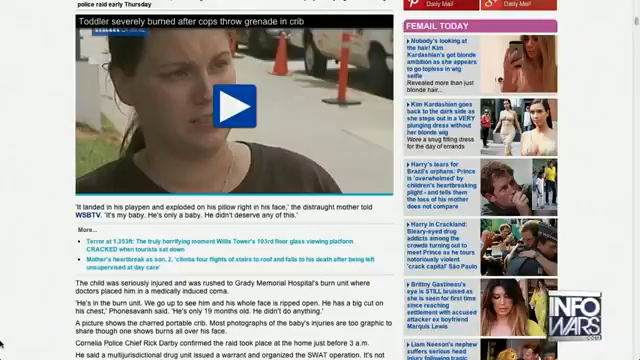 police raid early Thursday
Daily Mail
Daily Mail
Toddler severely burned after cops throw grenade in crib
FEMAIL TODAY
Nobody's looking at
the hair! Kim
Kardashian's got blonde
ambition as she appears
to go topless in wig
selfie
Revealed more than just
blonde hair...
Kim Kardashian goes
back to the dark side as
she steps out in a VERY
plunging dress without
her blonde wig
Wore a snug fitting dress
for the day of errands
Harry's tears for
Brazil's orphans: Prince
is 'overwhelmed' by
children's heartbreaking
plight - and tells them
the loss of his mother
does not compare
Harry in Crackland:
Bleary-eyed drug
addicts among the
crowds turning out to
meet Prince as he tours
notoriously violent
'crack capital' São Paulo
Brittny Gastineau's
eye is STILL bruised as
she is seen for first time
since reaching
settlement with accused
attacker ex boyfriend
Marquis Lewis
Liam Neeson's nephew
suffers serious head
injury following tragic
'It landed in his playpen and exploded on his pillow right in his face,' the distraught mother told
WSBTV. 'It's my baby. He's only a baby. He didn't deserve any of this.'
More...
Terror at 1,353ft: The truly horrifying moment Willis Tower's 103rd floor glass viewing platform
CRACKED when tourists sat down
Mother's heartbreak as son, 2, 'climbs four flights of stairs to roof and falls to his death after being left
unsupervised at day care'
The child was seriously injured and was rushed to Grady Memorial Hospital's burn unit where
doctors placed him in a medically induced coma.
'He's in the burn unit. We go up to see him and his whole face is ripped open. He has a big cut on
his chest,' Phonesavanh said. 'He's only 19 months old. He didn't do anything.'
A picture shows the charred portable crib. Most photographs of the baby's injuries are too graphic to
share though one shows burns all over his face.
Cornelia Police Chief Rick Darby confirmed the raid took place at the home just before 3 a.m.
He said a multijurisdictional drug unit issued a warrant and organized the SWAT operation. It's not
INFO
WARS
.COM